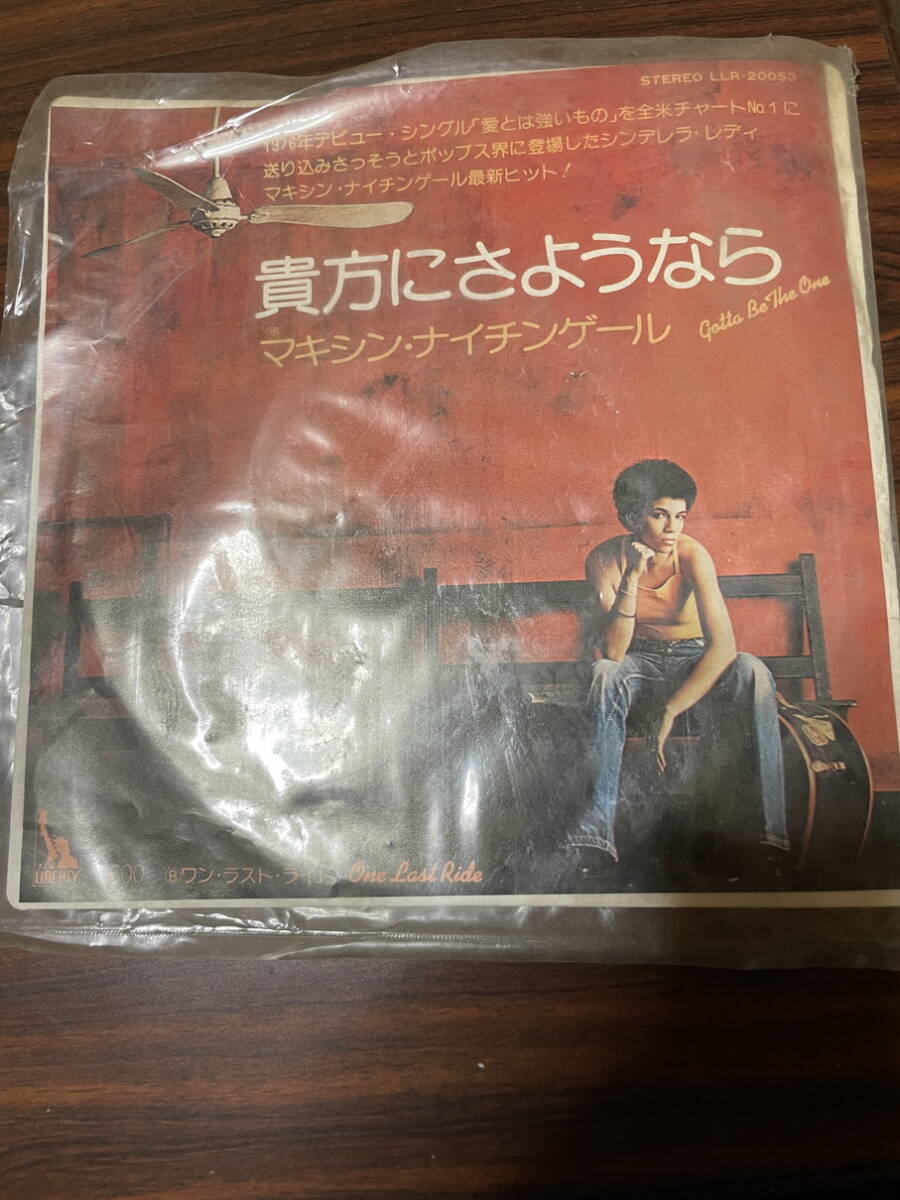 STEREO LLR-20053
1976年デビュー・シングル「愛とは強いもの」を全米チャートNo.1に
送り込みさっそうとポップス界に登場したシンデレラ・レディ
マキシン・ナイチンゲール最新ヒット!
貴方にさようなら
Gotta Be The One
マキシン・ナイチンゲール
LIBERTY
(B)ワン・ラスト・ライド One Last Ride